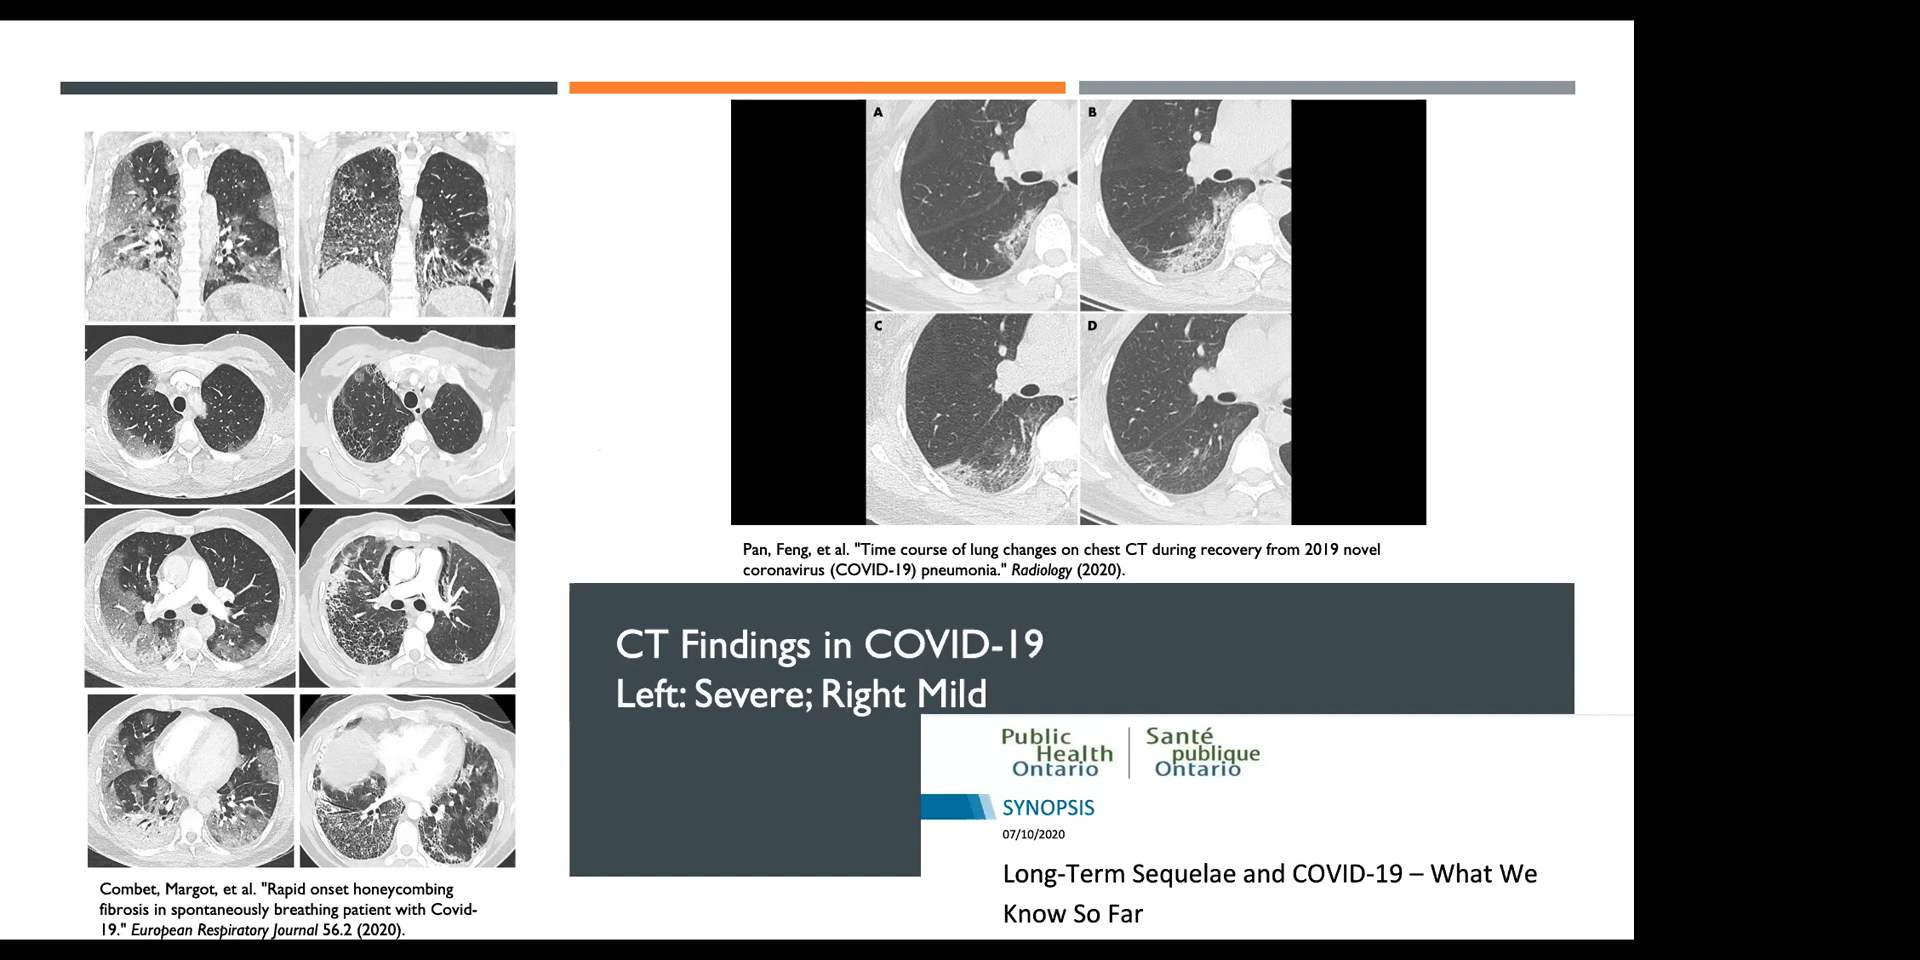 A
B
C
D
Pan, Feng, et al. "Time course of lung changes on chest CT during recovery from 2019 novel
coronavirus (COVID-19) pneumonia." Radiology (2020).
CT Findings in COVID-19
Left: Severe; Right Mild
Public
Health
Ontario
Santé
publique
Ontario
SYNOPSIS
07/10/2020
Long-Term Sequelae and COVID-19 – What We
Know So Far
Combet, Margot, et al. "Rapid onset honeycombing
fibrosis in spontaneously breathing patient with Covid-
19." European Respiratory Journal 56.2 (2020).